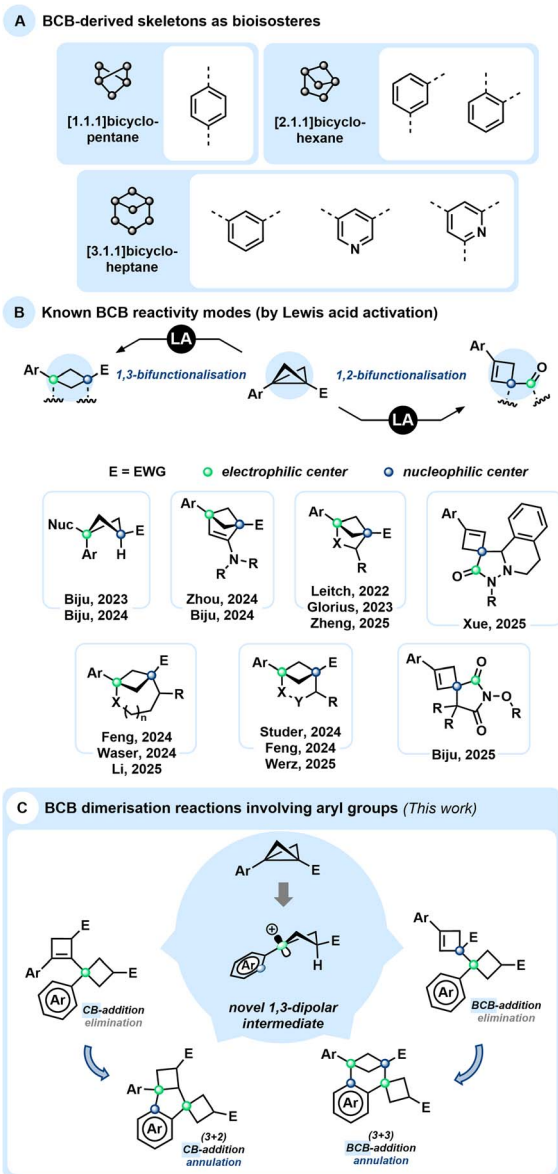 A BCB-derived skeletons as bioisosteres
[1.1.1]bicyclo-
pentane
[2.1.1]bicyclo-
hexane
[3.1.1]bicyclo-
heptane
N
N
B Known BCB reactivity modes (by Lewis acid activation)
LA
Ar E
1,3-bifunctionalisation
Ar E
1,2-bifunctionalisation
Ar
O
LA
E = EWG electrophilic center nucleophilic center
Nuc
E
Ar H
Biju, 2023
Biju, 2024
Ar
E
N R
R
Zhou, 2024
Biju, 2024
Ar
E
X
R
Leitch, 2022
Glorius, 2023
Zheng, 2025
Ar
O
N
N
R
Xue, 2025
Ar E
X R
n
Feng, 2024
Waser, 2024
Li, 2025
Ar E
X Y R
Studer, 2024
Feng, 2024
Werz, 2025
Ar
O
N-O
R
R O R
Biju, 2025
C BCB dimerisation reactions involving aryl groups (This work)
Ar E
E
Ar
E
Ar
CB-addition
elimination
+
E
H
Ar
novel 1,3-dipolar
intermediate
Ar
E
E
Ar
BCB-addition
elimination
E
Ar
E
Ar
(3+2)
CB-addition
annulation
Ar E
E
Ar
(3+3)
BCB-addition
annulation